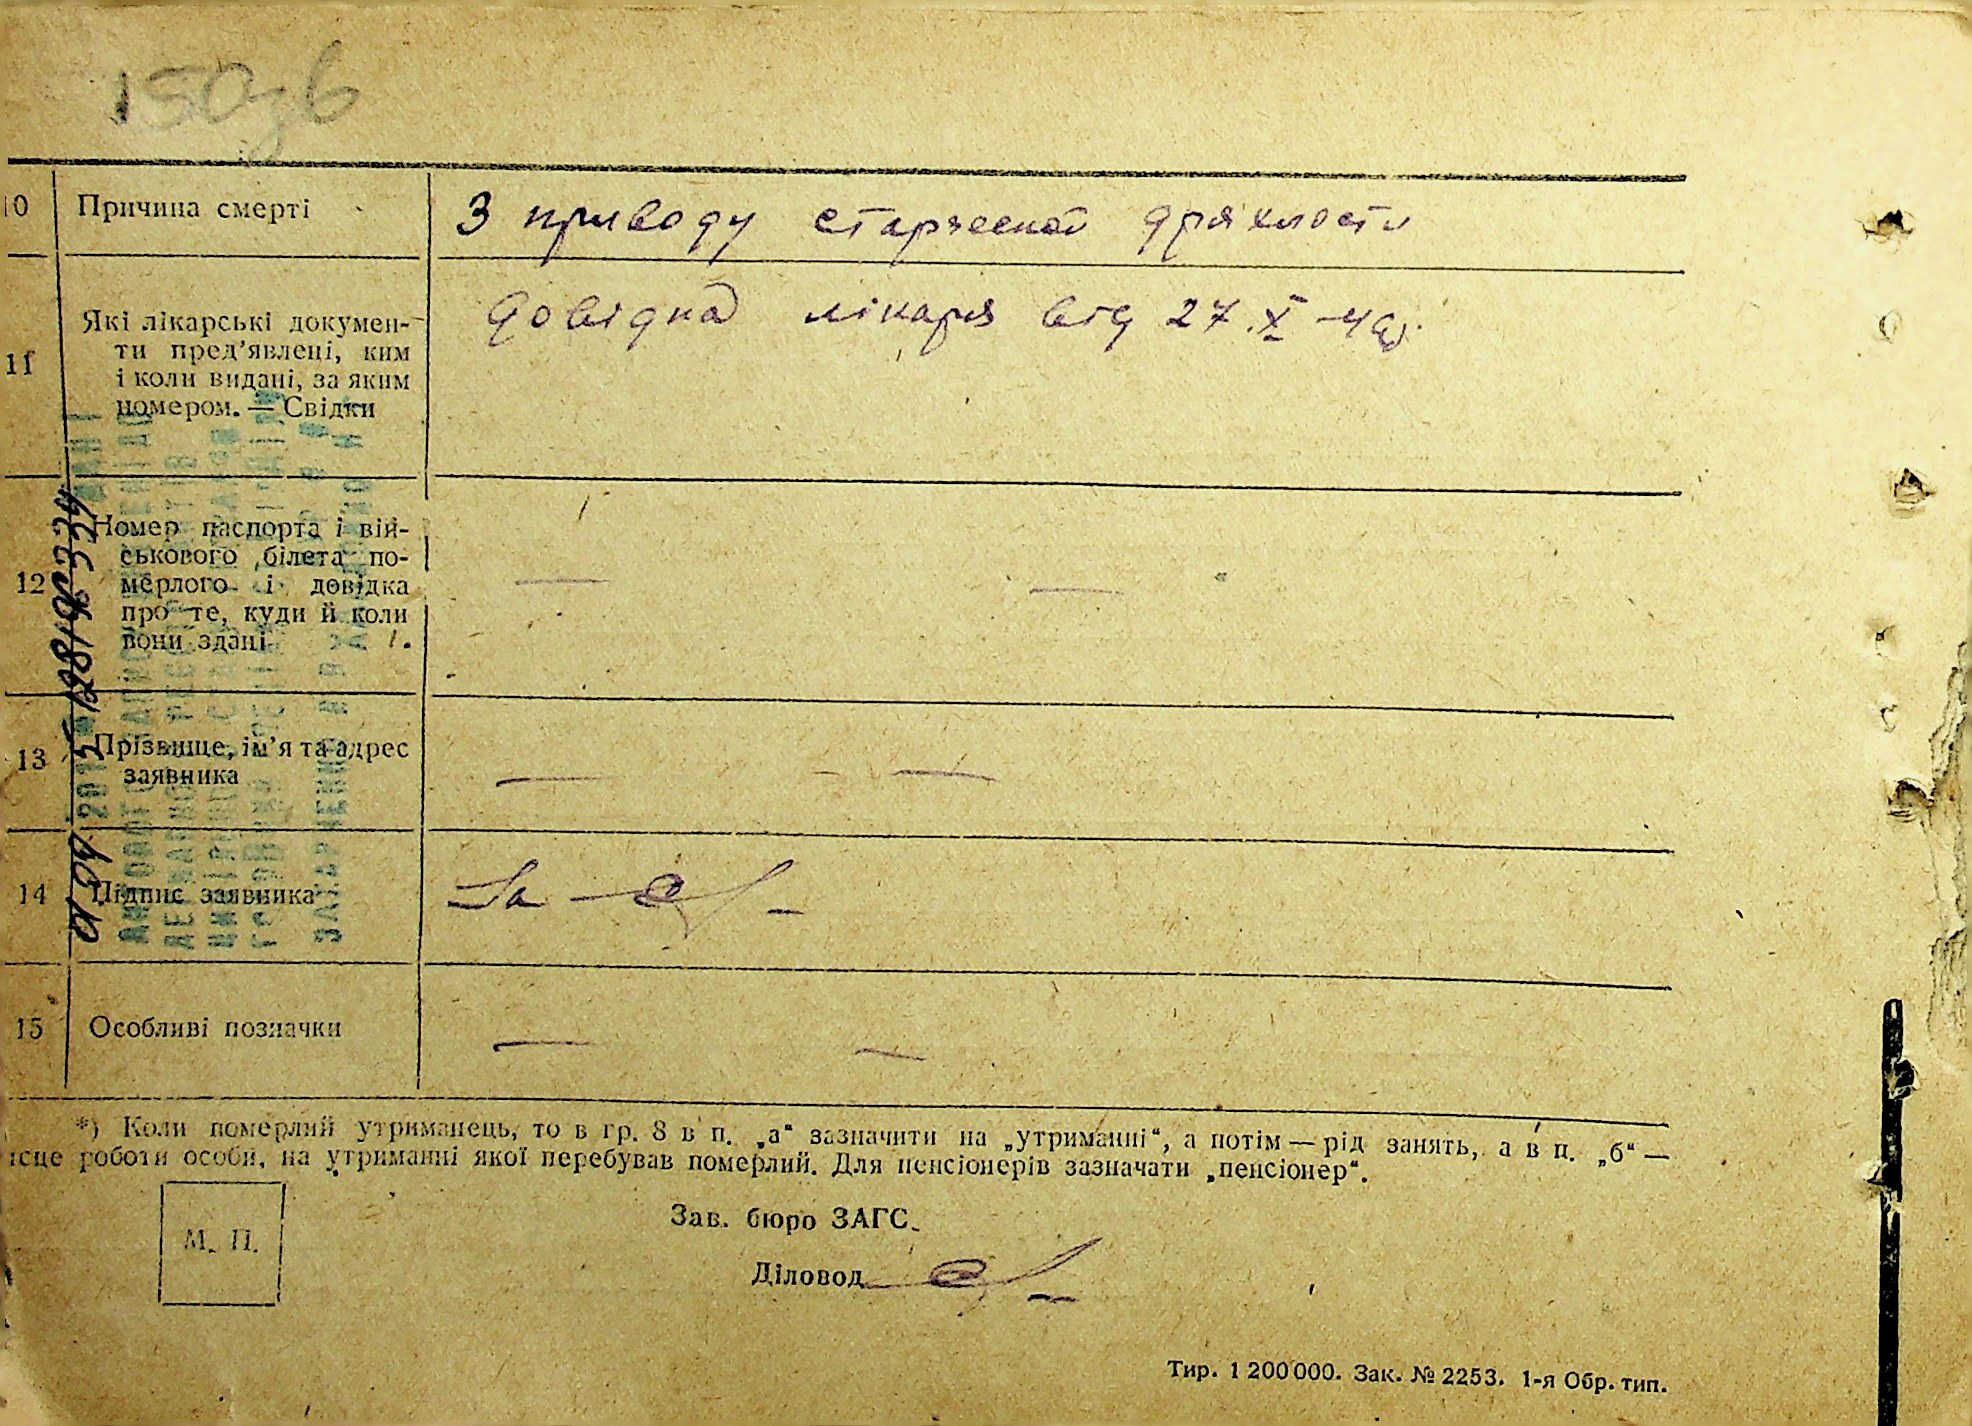 150зв
10 Причина смерті З приводу старческой дряхлости
11 Які лікарські докумен-
ти пред’явлені, ким
і коли видані, за яким
номером. — Свідки
Довідка лікаря від 27.X
12 Номер паспорта і вій-
ськового білета по-
мерлого і довідка
про те, куди й коли
вони здані
— —
13 Прізвище, ім’я та адрес
заявника
— —
14 Підпис заявника За
15 Особливі позначки — —
*) Коли померлий утриманець, то в гр. 8 в п. „а“ зазначити на „утриманні“, а потім — рід занять, а в п. „б“ —
ісце роботи особи, на утриманні якої перебував померлий. Для пенсіонерів зазначати „пенсіонер“.
М. П.
Зав. бюро ЗАГС
Діловод
Тир. 1 200 000. Зак. № 2253. 1-я Обр. тип.